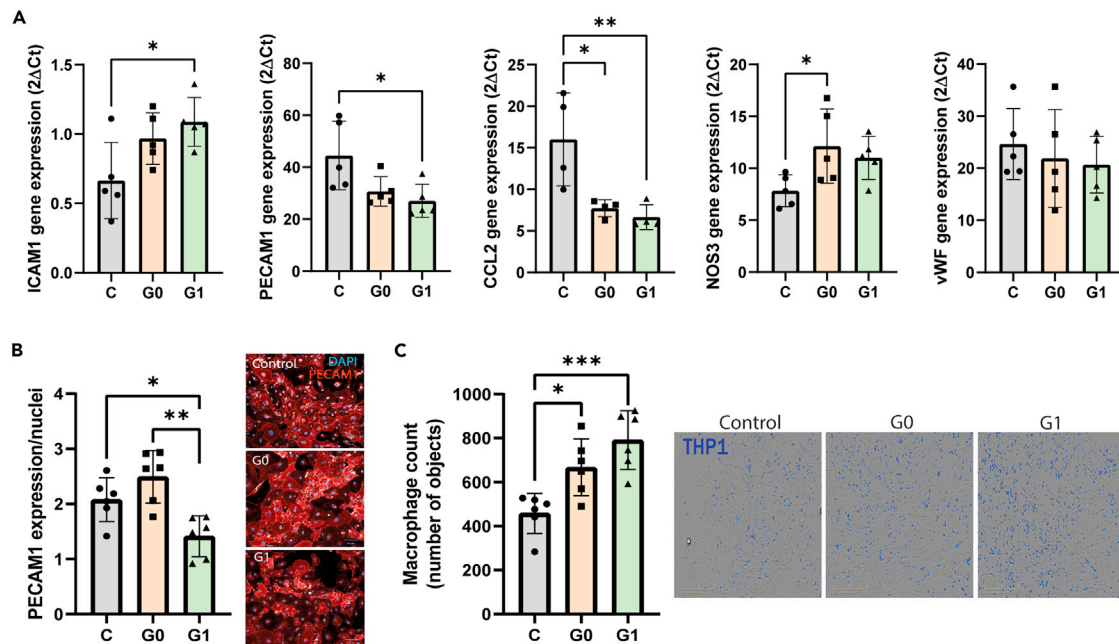 A
ICAM1 gene expression (2ΔCt)
1.5
1.0
0.5
0.0
*
C G0 G1
PECAM1 gene expression (2ΔCt)
80
60
40
20
0
*
C G0 G1
CCL2 gene expression (2ΔCt)
25
20
15
10
5
0
**
*
C G0 G1
NOS3 gene expression (2ΔCt)
20
15
10
5
0
*
C G0 G1
vWF gene expression (2ΔCt)
40
30
20
10
0
C G0 G1
B
PECAM1 expression/nuclei
4
3
2
1
0
*
**
C G0 G1
Control DAPI
PECAM1
G0
G1
C
Macrophage count
(number of objects)
1000
800
600
400
200
0
***
*
C G0 G1
Control G0 G1
THP1